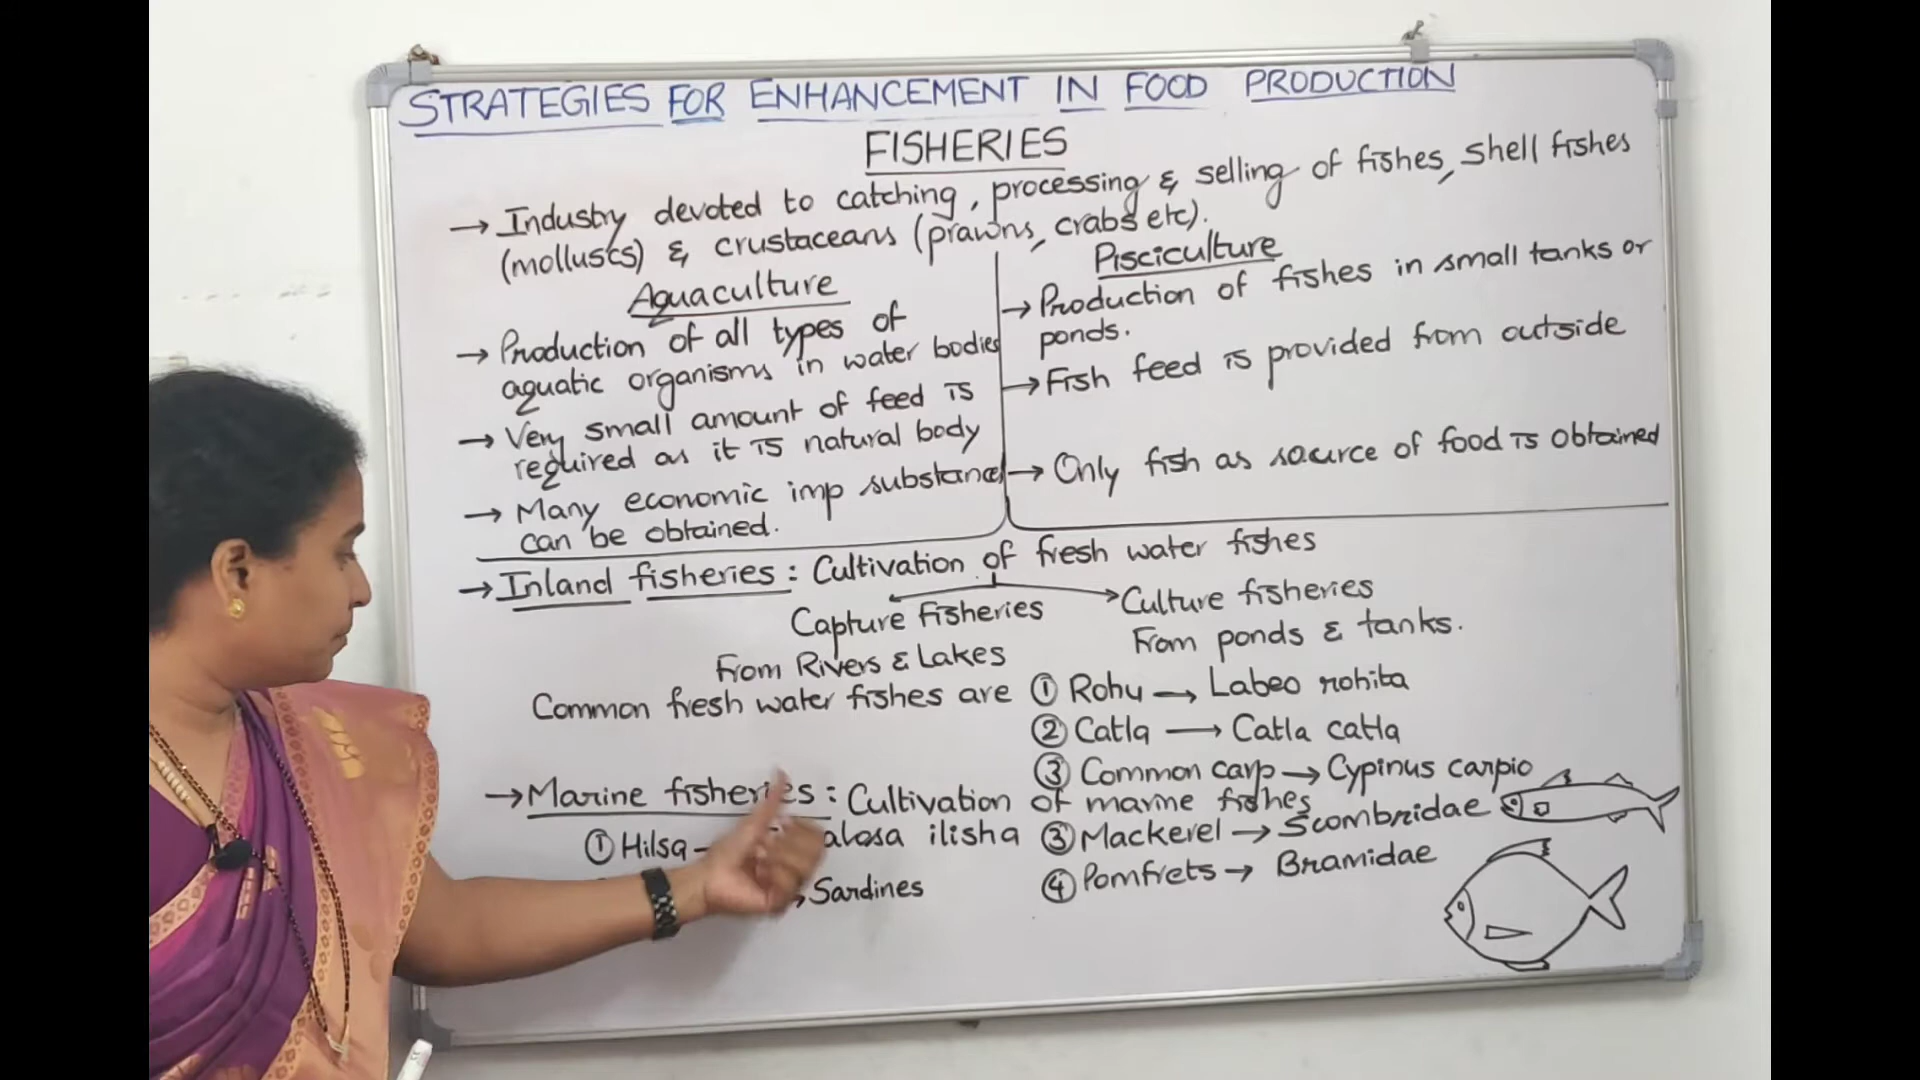 STRATEGIES FOR ENHANCEMENT IN FOOD PRODUCTION
FISHERIES
→ Industry devoted to catching, processing & selling of fishes, shell fishes
(molluscs) & crustaceans (prawns, crabs etc).
Aquaculture
→ Production of all types of
aquatic organisms in water bodies
→ Very small amount of feed is
required as it is natural body
→ Many economic imp substances
can be obtained.
Pisciculture
→ Production of fishes in small tanks or
ponds.
→ Fish feed is provided from outside
→ Only fish as source of food is obtained
→ Inland fisheries : Cultivation of fresh water fishes
Capture Fisheries
From Rivers & Lakes
Culture fisheries
From ponds & tanks.
Common fresh water fishes are ① Rohu → Labeo rohita
② Catla → Catla catla
③ Common carp → Cypinus carpio
→ Marine fisheries : Cultivation of marine fishes
① Hilsa alosa ilisha
Sardines
③ Mackerel → Scombridae
④ Pomfrets → Bramidae